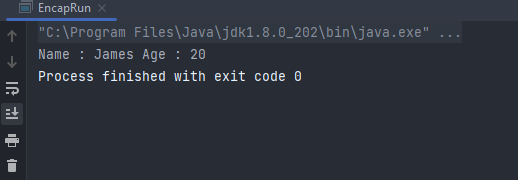 EncapRun
"C:\Program Files\Java\jdk1.8.0_202\bin\java.exe" ...
Name : James Age : 20
Process finished with exit code 0